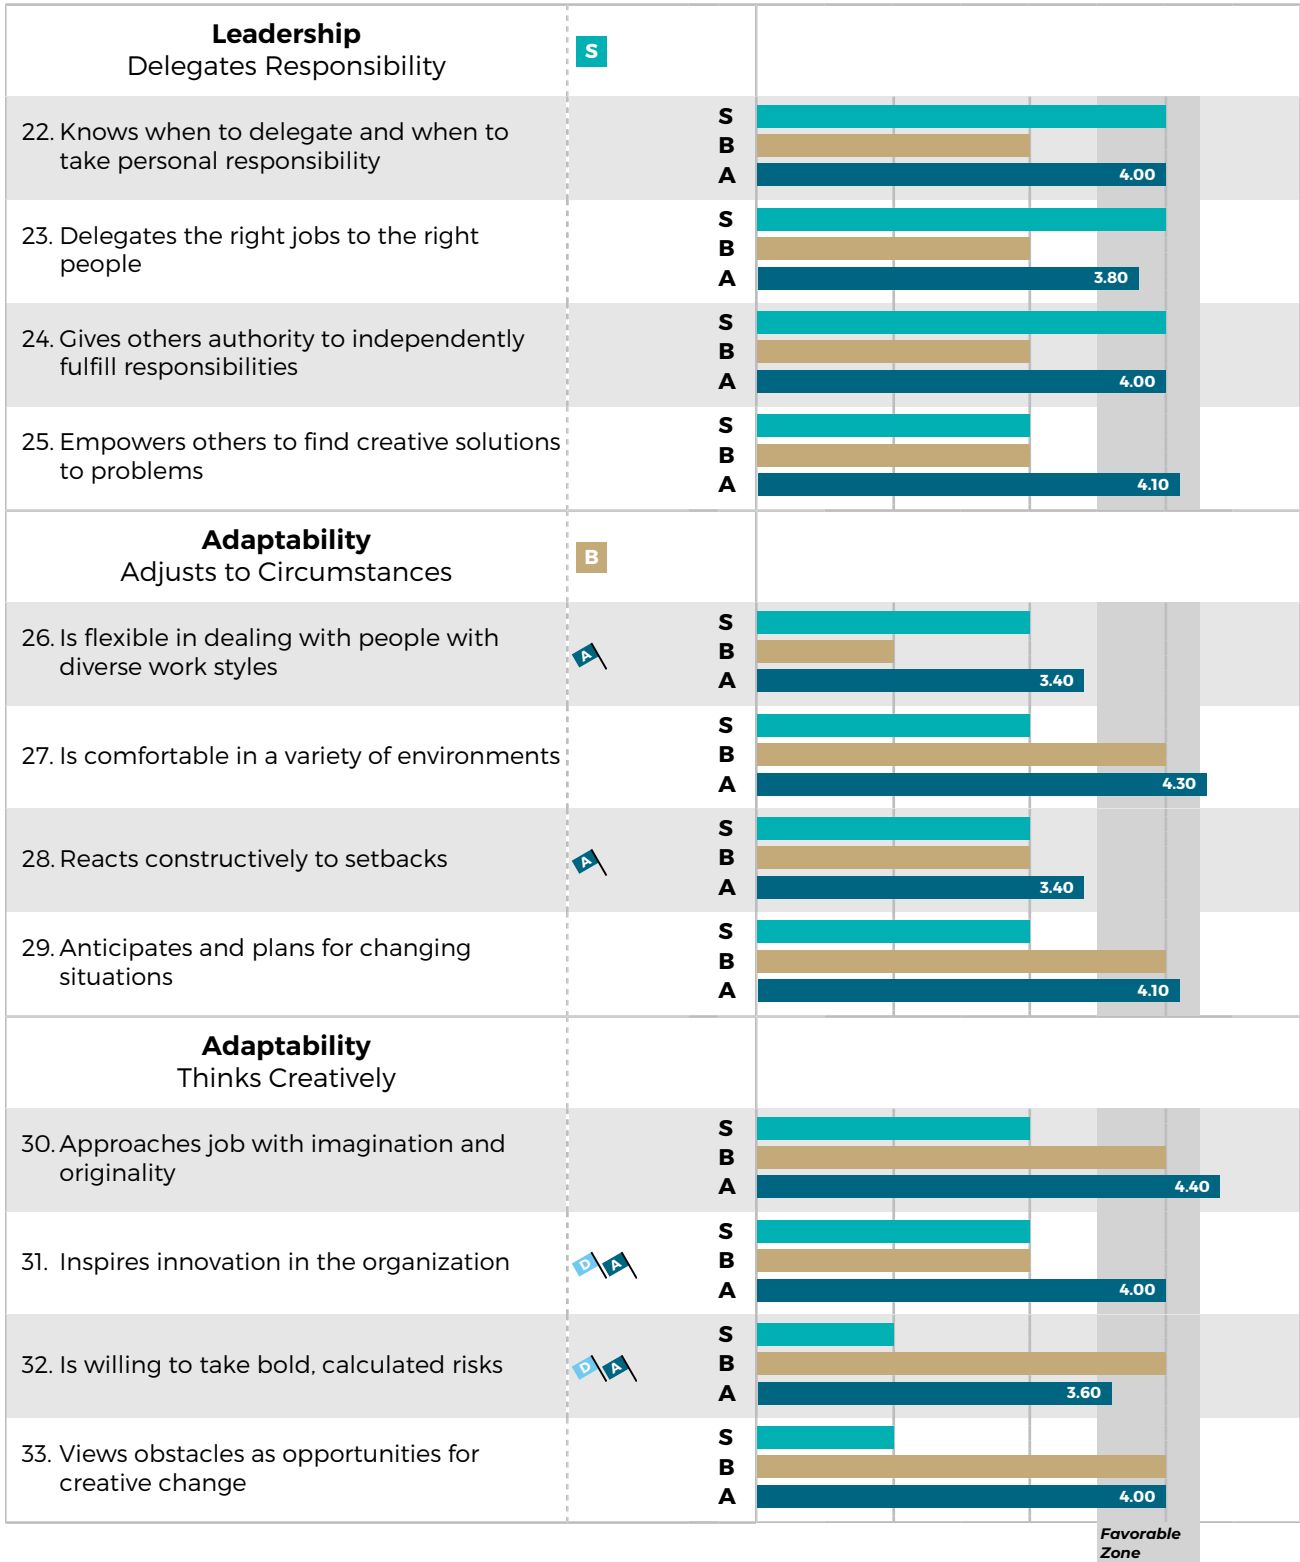 Leadership
Delegates Responsibility
S
22. Knows when to delegate and when to
take personal responsibility
S
B
A
4.00
23. Delegates the right jobs to the right
people
S
B
A
3.80
24. Gives others authority to independently
fulfill responsibilities
S
B
A
4.00
25. Empowers others to find creative solutions
to problems
S
B
A
4.10
Adaptability
Adjusts to Circumstances
B
26. Is flexible in dealing with people with
diverse work styles
A
S
B
A
3.40
27. Is comfortable in a variety of environments
S
B
A
4.30
28. Reacts constructively to setbacks
A
S
B
A
3.40
29. Anticipates and plans for changing
situations
S
B
A
4.10
Adaptability
Thinks Creatively
30. Approaches job with imagination and
originality
S
B
A
4.40
31. Inspires innovation in the organization
D A
S
B
A
4.00
32. Is willing to take bold, calculated risks
D A
S
B
A
3.60
33. Views obstacles as opportunities for
creative change
S
B
A
4.00
Favorable
Zone